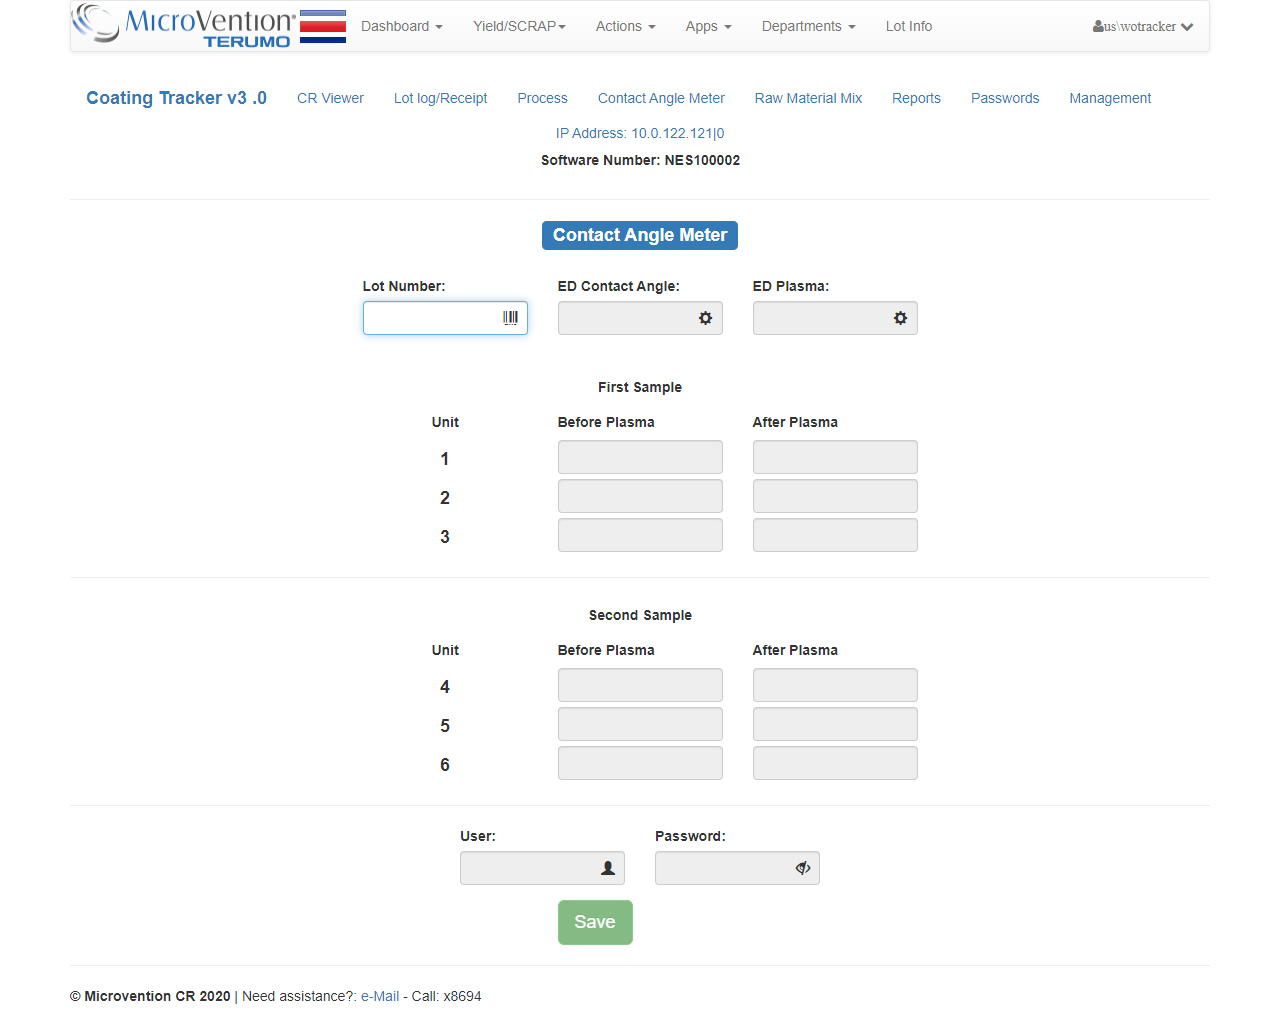 MICROVENTION® TERUMO Dashboard Yield/SCRAP Actions Apps Departments Lot Info us\wotracker
Coating Tracker v3 .0 CR Viewer Lot log/Receipt Process Contact Angle Meter Raw Material Mix Reports Passwords Management
IP Address: 10.0.122.121|0
Software Number: NES100002
Contact Angle Meter
Lot Number: ED Contact Angle: ED Plasma:
First Sample
Unit Before Plasma After Plasma
1
2
3
Second Sample
Unit Before Plasma After Plasma
4
5
6
User: Password:
Save
© Microvention CR 2020 | Need assistance?: e-Mail - Call: x8694